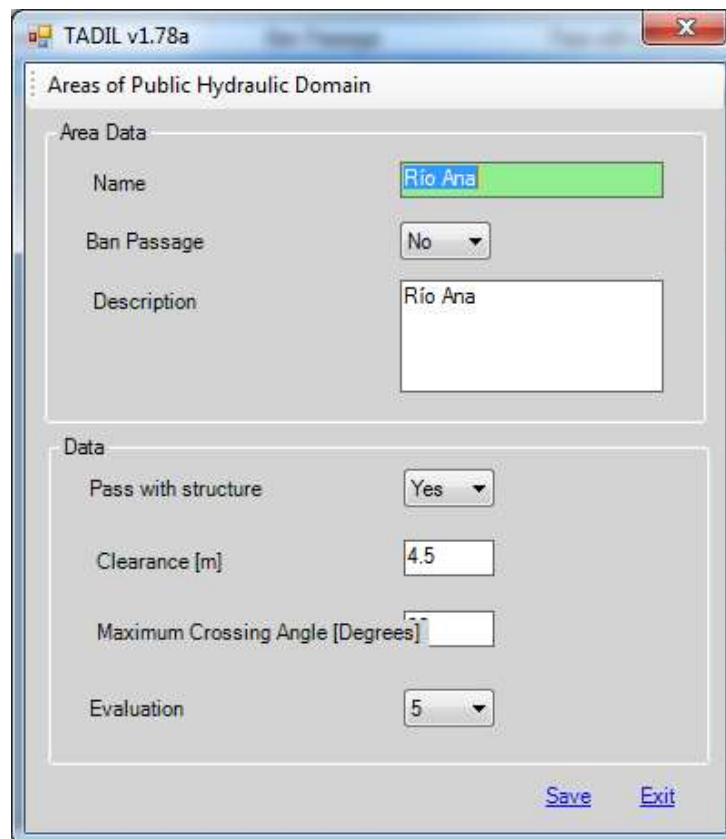 TADIL v1.78a
Areas of Public Hydraulic Domain
Area Data
Name
Río Ana
Ban Passage
No
Description
Río Ana
Data
Pass with structure
Yes
Clearance [m]
4.5
Maximum Crossing Angle [Degrees]
Evaluation
5
Save
Exit